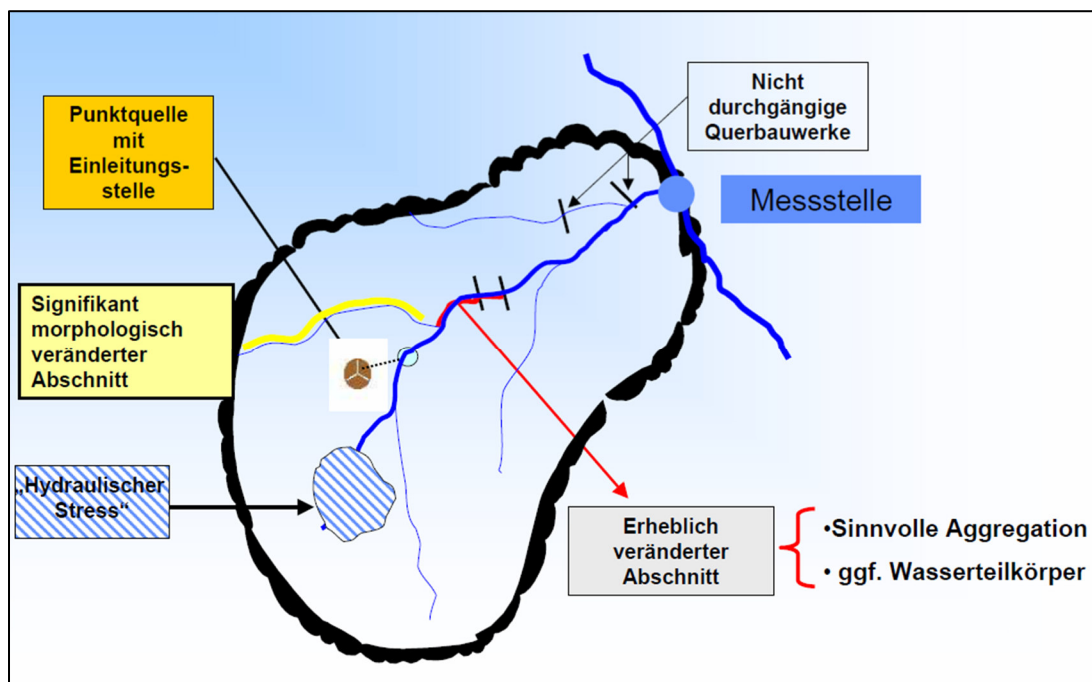 Punktquelle
mit
Einleitungs-
stelle
Nicht
durchgängige
Querbauwerke
Messstelle
Signifikant
morphologisch
veränderter
Abschnitt
„Hydraulischer
Stress“
Erheblich
veränderter
Abschnitt
•Sinnvolle Aggregation
• ggf. Wasserteilkörper